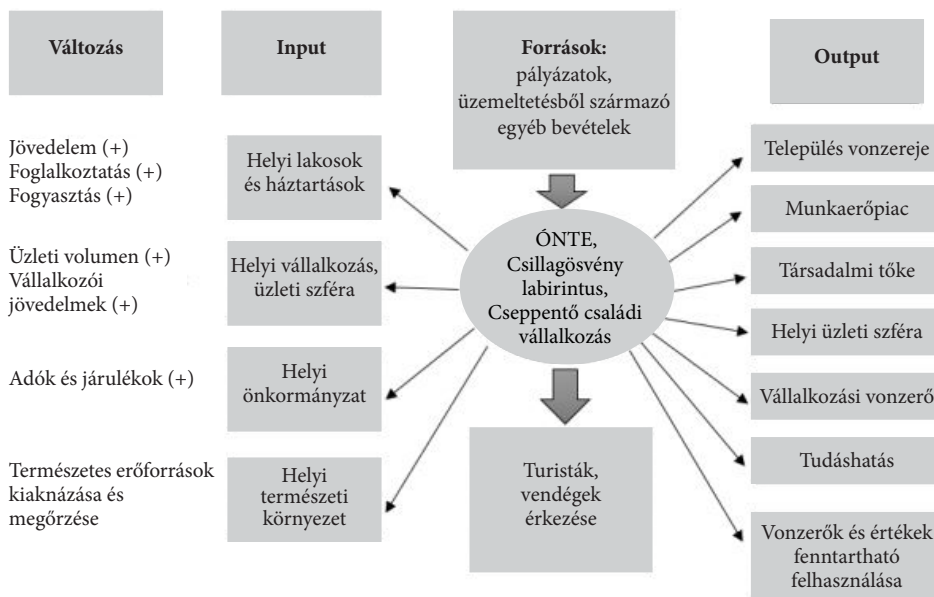 Változás
Jövedelem (+)
Foglalkoztatás (+)
Fogyasztás (+)
Üzleti volumen (+)
Vállalkozói
jövedelmek (+)
Adók és járulékok (+)
Természetes erőforrások
kiaknázása és
megőrzése
Input
Helyi lakosok
és háztartások
Helyi vállalkozás,
üzleti szféra
Helyi
önkormányzat
Helyi
természeti
környezet
Források:
pályázatok,
üzemeltetésből származó
egyéb bevételek
ÓNTE,
Csillagösvény
labirintus,
Cseppentő családi
vállalkozás
Turisták,
vendégek
érkezése
Output
Település vonzereje
Munkaerőpiac
Társadalmi tőke
Helyi üzleti szféra
Vállalkozási vonzerő
Tudáshatás
Vonzerők és értékek
fenntartható
felhasználása